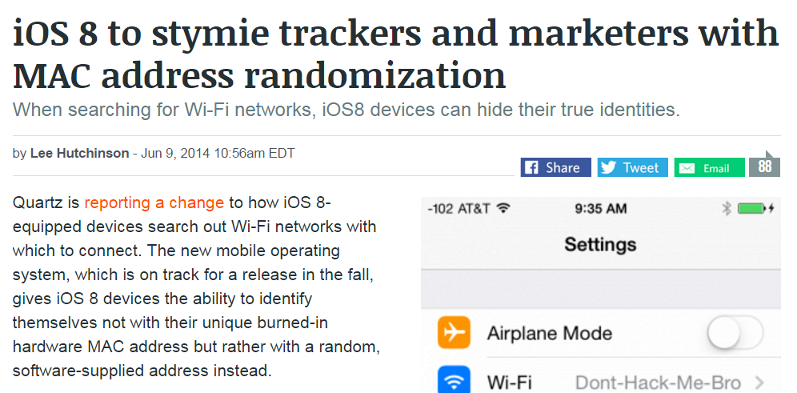 iOS 8 to stymie trackers and marketers with
MAC address randomization
When searching for Wi-Fi networks, iOS8 devices can hide their true identities.
by Lee Hutchinson - Jun 9, 2014 10:56am EDT
Share
Tweet
Email
88
Quartz is reporting a change to how iOS 8-
equipped devices search out Wi-Fi networks with
which to connect. The new mobile operating
system, which is on track for a release in the fall,
gives iOS 8 devices the ability to identify
themselves not with their unique burned-in
hardware MAC address but rather with a random,
software-supplied address instead.
-102 AT&T 9:35 AM
Settings
Airplane Mode
Wi-Fi Dont-Hack-Me-Bro